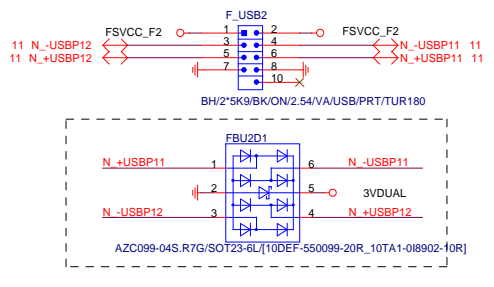 F_USB2
FSVCC_F2 1 2 FSVCC_F2
11 N_-USBP12 3 4 N_-USBP11 11
11 N_+USBP12 5 6 N_+USBP11 11
7 8
10
BH/2*5K9/BK/ON/2.54/VA/USB/PRT/TUR180
FBU2D1
N_+USBP11 1 6 N_-USBP11
2 5 3VDUAL
N_-USBP12 3 4 N_+USBP12
AZC099-04S.R7G/SOT23-6L/[10DEF-550099-20R_10TA1-0I8902-10R]